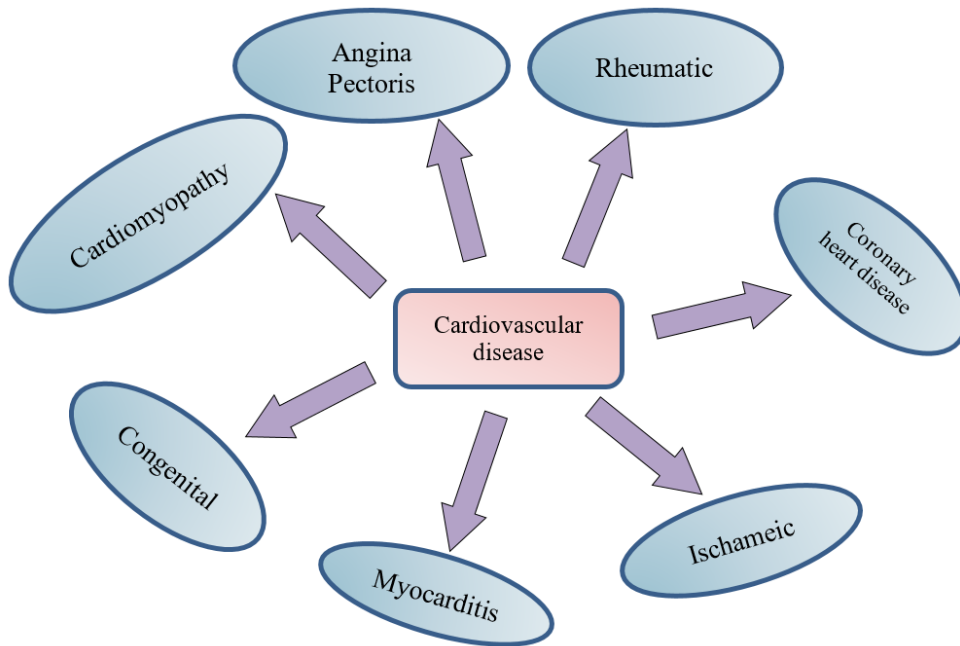 Angina
Pectoris
Rheumatic
Cardiomyopathy
Coronary
heart disease
Cardiovascular
disease
Congenital
Ischameic
Myocarditis